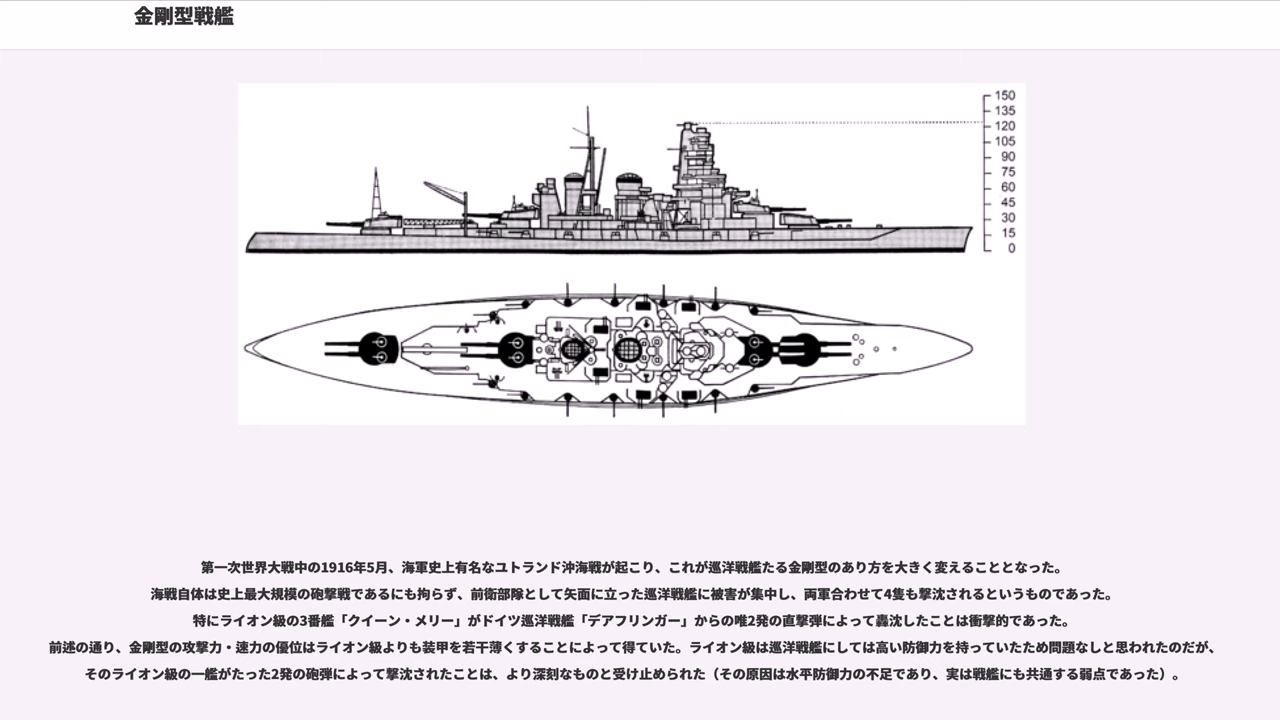 金剛型戦艦
150
135
120
105
90
75
60
45
30
15
0
第一次世界大戦中の1916年5月、海軍史上有名なユトランド沖海戦が起こり、これが巡洋戦艦たる金剛型のあり方を大きく変えることとなった。
海戦自体は史上最大規模の砲撃戦であるにも拘らず、前衛部隊として矢面に立った巡洋戦艦に被害が集中し、両軍合わせて4隻も撃沈されるというものであった。
特にライオン級の3番艦「クイーン・メリー」がドイツ巡洋戦艦「デアフリンガー」からの唯2発の直撃弾によって轟沈したことは衝撃的であった。
前述の通り、金剛型の攻撃力・速力の優位はライオン級よりも装甲を若干薄くすることによって得ていた。ライオン級は巡洋戦艦にしては高い防御力を持っていたため問題なしと思われたのだが、
そのライオン級の一艦がたった2発の砲弾によって撃沈されたことは、より深刻なものと受け止められた（その原因は水平防御力の不足であり、実は戦艦にも共通する弱点であった）。